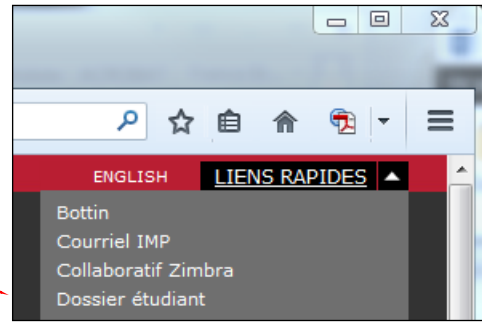 ENGLISH LIENS RAPIDES
Bottin
Courriel IMP
Collaboratif Zimbra
Dossier étudiant